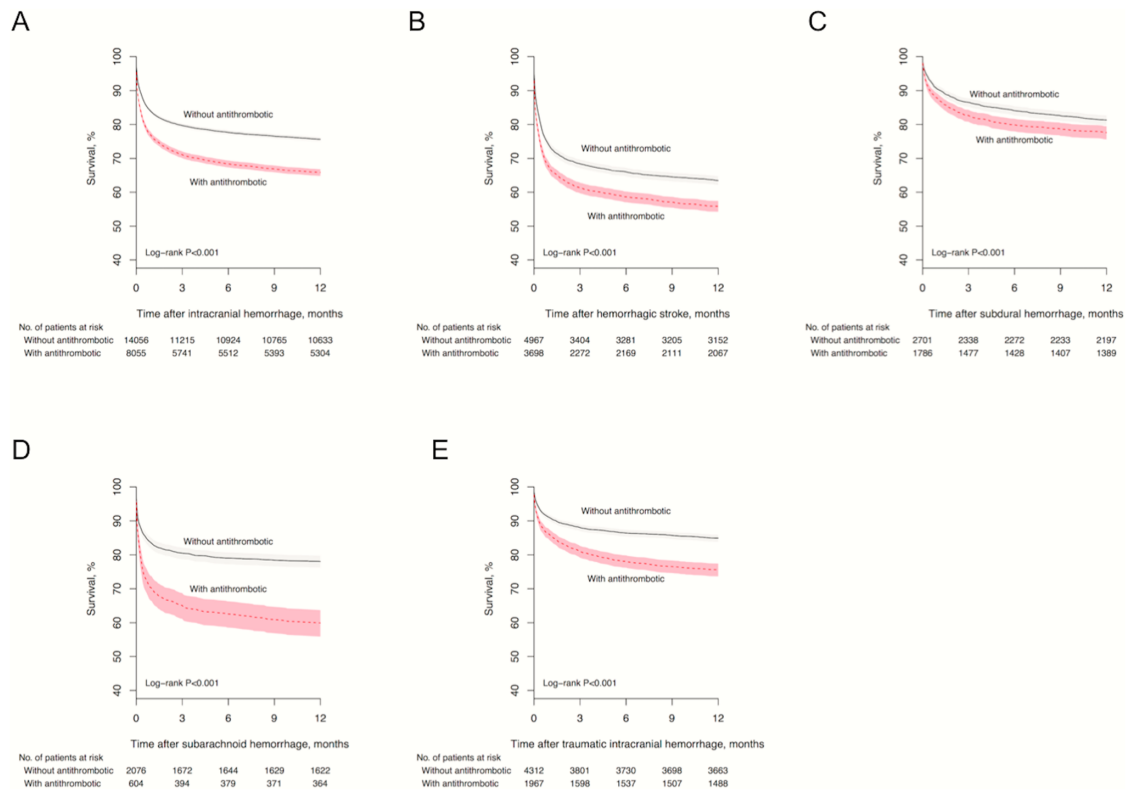 A
100
90
80
70
60
50
40
Survival, %
Without antithrombotic
With antithrombotic
Log-rank P<0.001
0 3 6 9 12
Time after intracranial hemorrhage, months
No. of patients at risk
Without antithrombotic 14056 11215 10924 10765 10633
With antithrombotic 8055 5741 5512 5393 5304
B
100
90
80
70
60
50
40
Survival, %
Without antithrombotic
With antithrombotic
Log-rank P<0.001
0 3 6 9 12
Time after hemorrhagic stroke, months
No. of patients at risk
Without antithrombotic 4967 3404 3281 3205 3152
With antithrombotic 3698 2272 2169 2111 2067
C
100
90
80
70
60
50
40
Survival, %
Without antithrombotic
With antithrombotic
Log-rank P<0.001
0 3 6 9 12
Time after subdural hemorrhage, months
No. of patients at risk
Without antithrombotic 2701 2338 2272 2233 2197
With antithrombotic 1786 1477 1428 1407 1389
D
100
90
80
70
60
50
40
Survival, %
Without antithrombotic
With antithrombotic
Log-rank P<0.001
0 3 6 9 12
Time after subarachnoid hemorrhage, months
No. of patients at risk
Without antithrombotic 2076 1672 1644 1629 1622
With antithrombotic 604 394 379 371 364
E
100
90
80
70
60
50
40
Survival, %
Without antithrombotic
With antithrombotic
Log-rank P<0.001
0 3 6 9 12
Time after traumatic intracranial hemorrhage, months
No. of patients at risk
Without antithrombotic 4312 3801 3730 3698 3663
With antithrombotic 1967 1598 1537 1507 1488